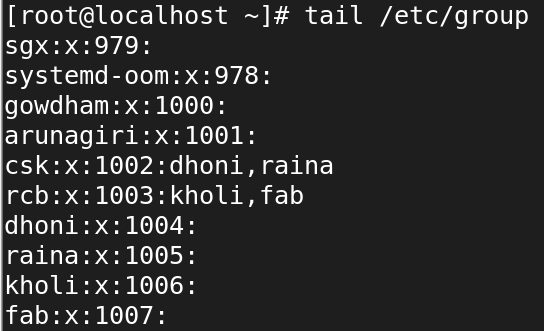 [root@localhost ~]# tail /etc/group
sgx:x:979:
systemd-oom:x:978:
gowdham:x:1000:
arunagiri:x:1001:
csk:x:1002:dhoni,raina
rcb:x:1003:kholi,fab
dhoni:x:1004:
raina:x:1005:
kholi:x:1006:
fab:x:1007: